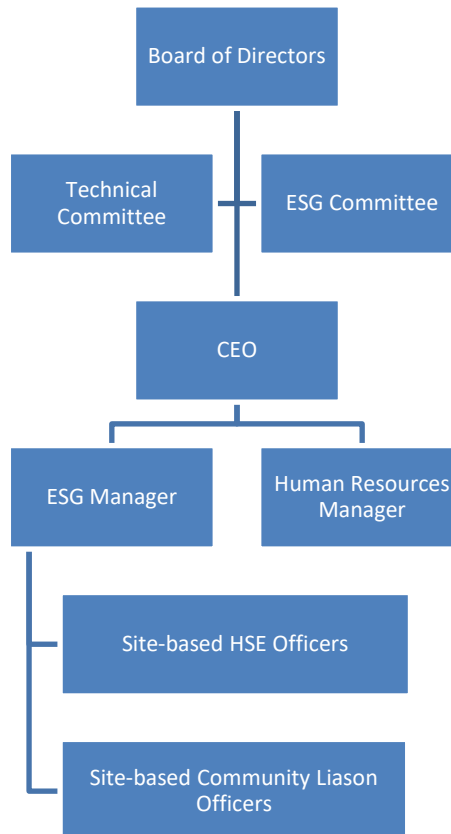 Board of Directors
Technical
Committee
ESG Committee
CEO
ESG Manager
Human Resources
Manager
Site-based HSE Officers
Site-based Community Liason
Officers